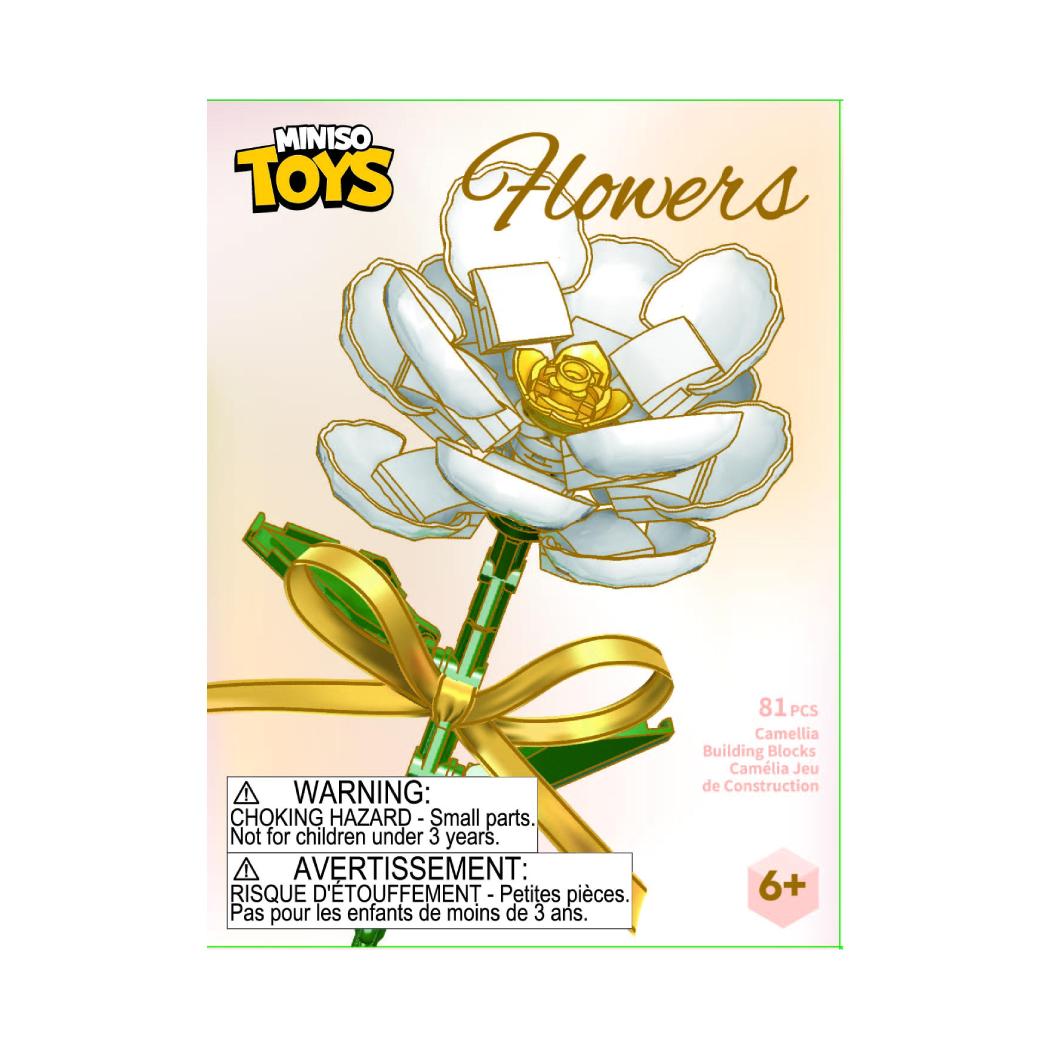 MINISO
TOYS
Flowers
81 PCS
Camellia
Building Blocks
Camélia Jeu
de Construction
⚠ WARNING:
CHOKING HAZARD - Small parts.
Not for children under 3 years.
⚠ AVERTISSEMENT:
RISQUE D'ÉTOUFFEMENT - Petites pièces.
Pas pour les enfants de moins de 3 ans.
6+